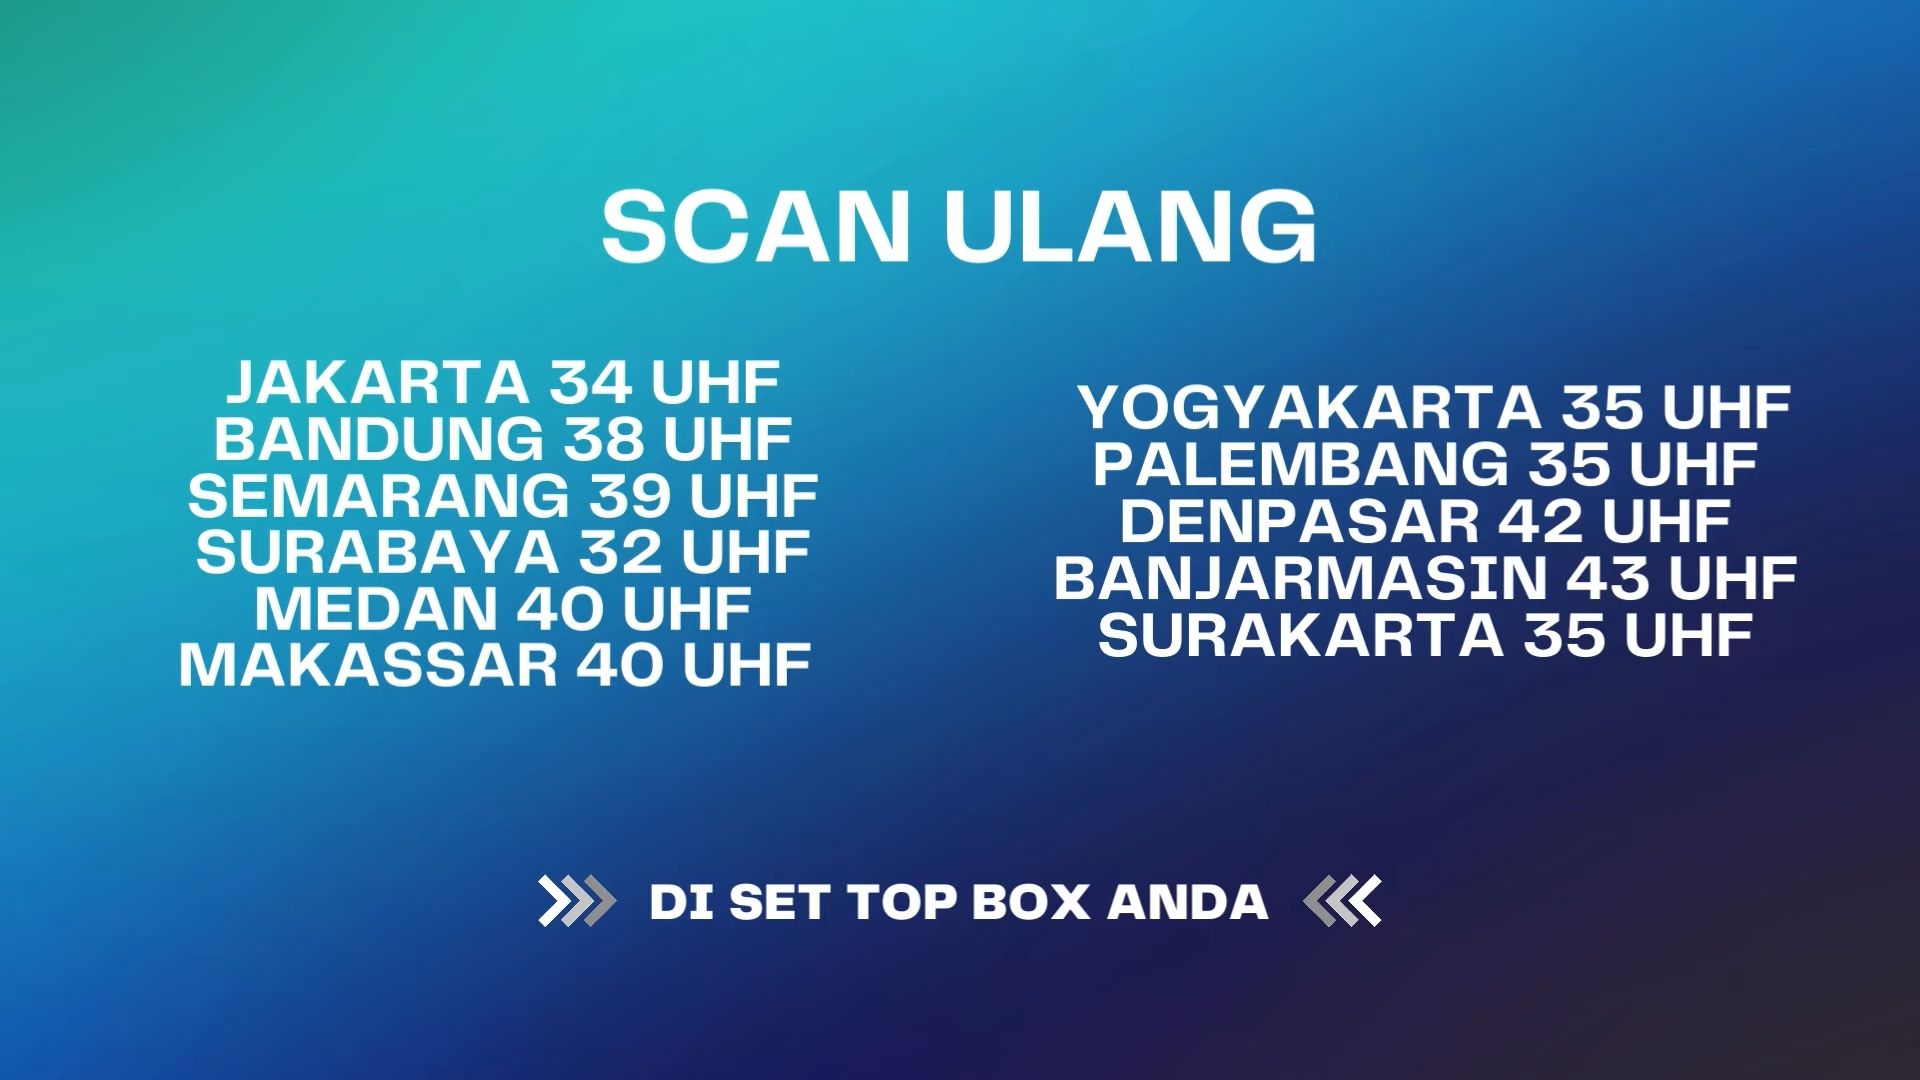 SCAN ULANG
JAKARTA 34 UHF
BANDUNG 38 UHF
SEMARANG 39 UHF
SURABAYA 32 UHF
MEDAN 40 UHF
MAKASSAR 40 UHF
YOGYAKARTA 35 UHF
PALEMBANG 35 UHF
DENPASAR 42 UHF
BANJARMASIN 43 UHF
SURAKARTA 35 UHF
DI SET TOP BOX ANDA